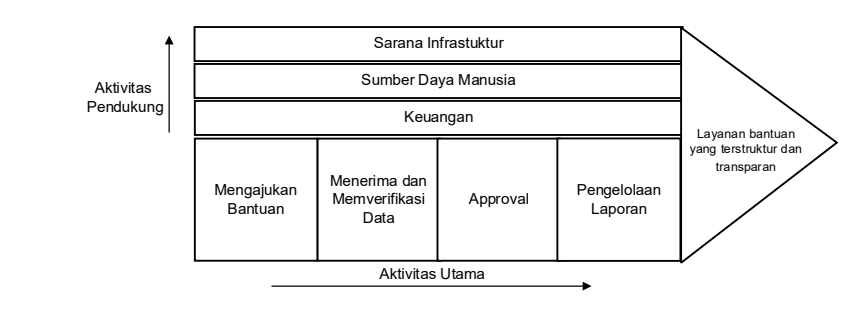 Sarana Infrastuktur
Sumber Daya Manusia
Aktivitas
Pendukung
Keuangan
Layanan bantuan
yang terstruktur dan
transparan
Mengajukan
Bantuan
Menerima dan
Memverifikasi
Data
Approval
Pengelolaan
Laporan
Aktivitas Utama